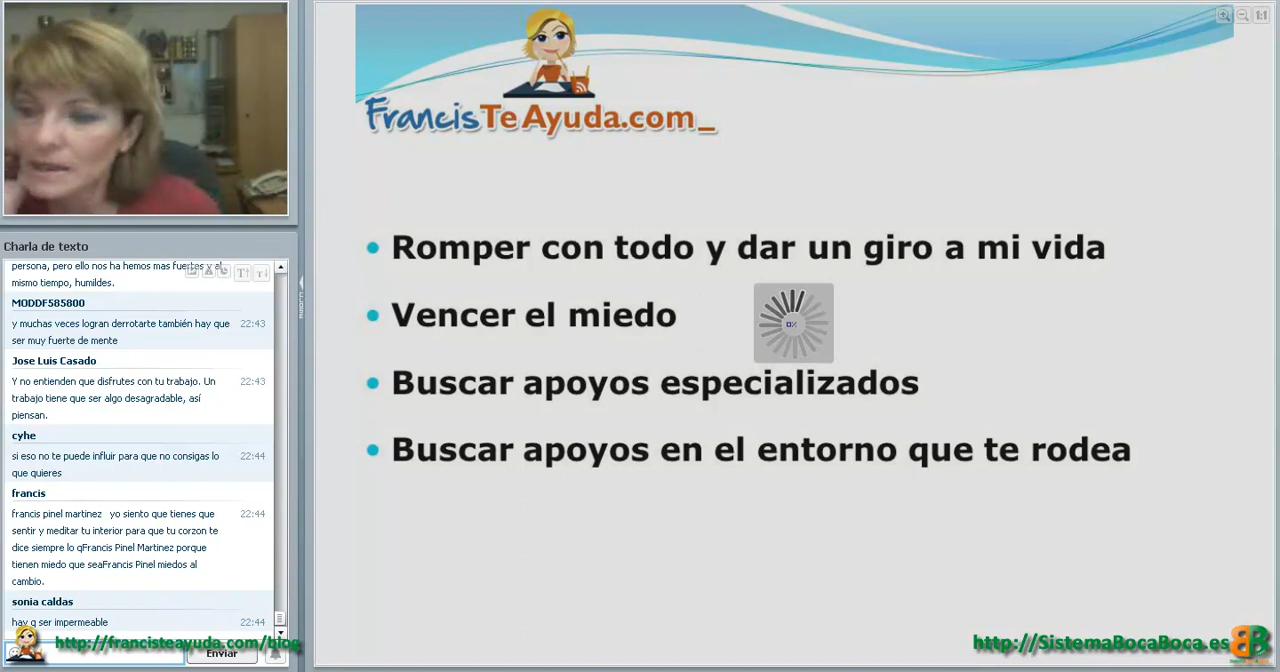 FrancisTeAyuda.com_
Romper con todo y dar un giro a mi vida
Vencer el miedo
0%
Buscar apoyos especializados
Buscar apoyos en el entorno que te rodea
Charla de texto
persona, pero ello nos ha hemos mas fuertes y al
mismo tiempo, humildes.
MODDF585800
y muchas veces logran derrotarte también hay que 22:43
ser muy fuerte de mente
Jose Luis Casado
Y no entienden que disfrutes con tu trabajo. Un 22:43
trabajo tiene que ser algo desagradable, así
piensan.
cyhe
si eso no te puede influir para que no consigas lo 22:44
que quieres
francis
francis pinel martinez yo siento que tienes que 22:44
sentir y meditar tu interior para que tu corzon te
dice siempre lo qFrancis Pinel Martinez porque
tienen miedo que seaFrancis Pinel miedos al
cambio.
sonia caldas
hay q ser impermeable 22:44
http://francisteayuda.com/blog
Enviar
http://SistemaBocaBoca.es
1:1